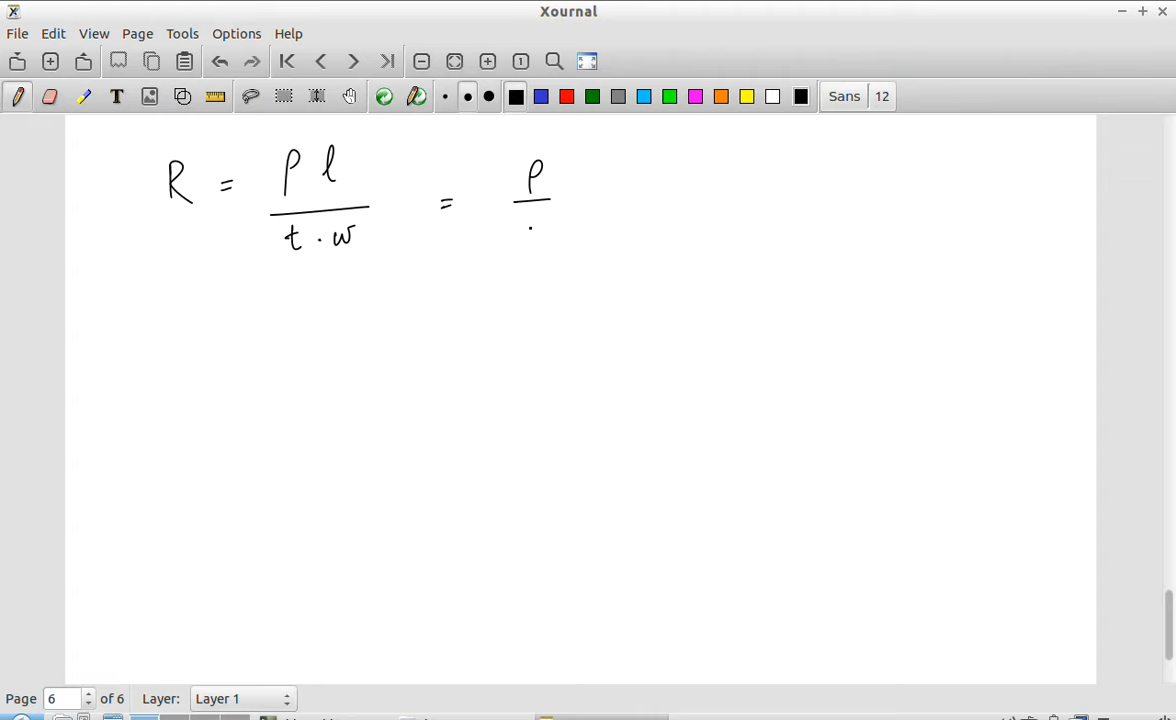 Xournal
File Edit View Page Tools Options Help
T Sans 12
R = ρ l / t · w = ρ / .
Page 6 of 6 Layer: Layer 1